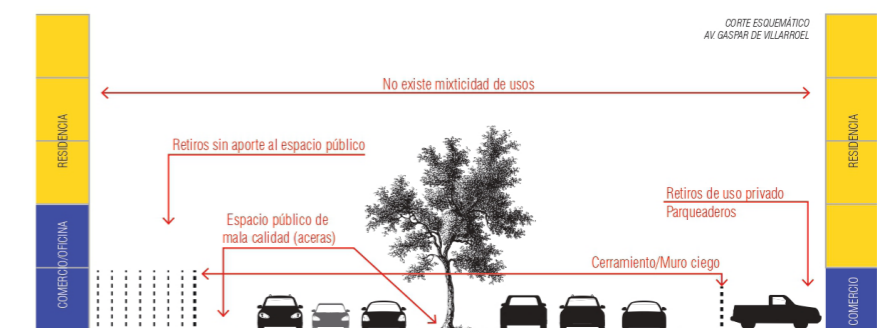 CORTE ESQUEMÁTICO
AV. GASPAR DE VILLARROEL
No existe mixticidad de usos
RESIDENCIA
RESIDENCIA
Retiros sin aporte al espacio público
Retiros de uso privado
Parqueaderos
Espacio público de
mala calidad (aceras)
Cerramiento/Muro ciego
COMERCIO/OFICINA
COMERCIO